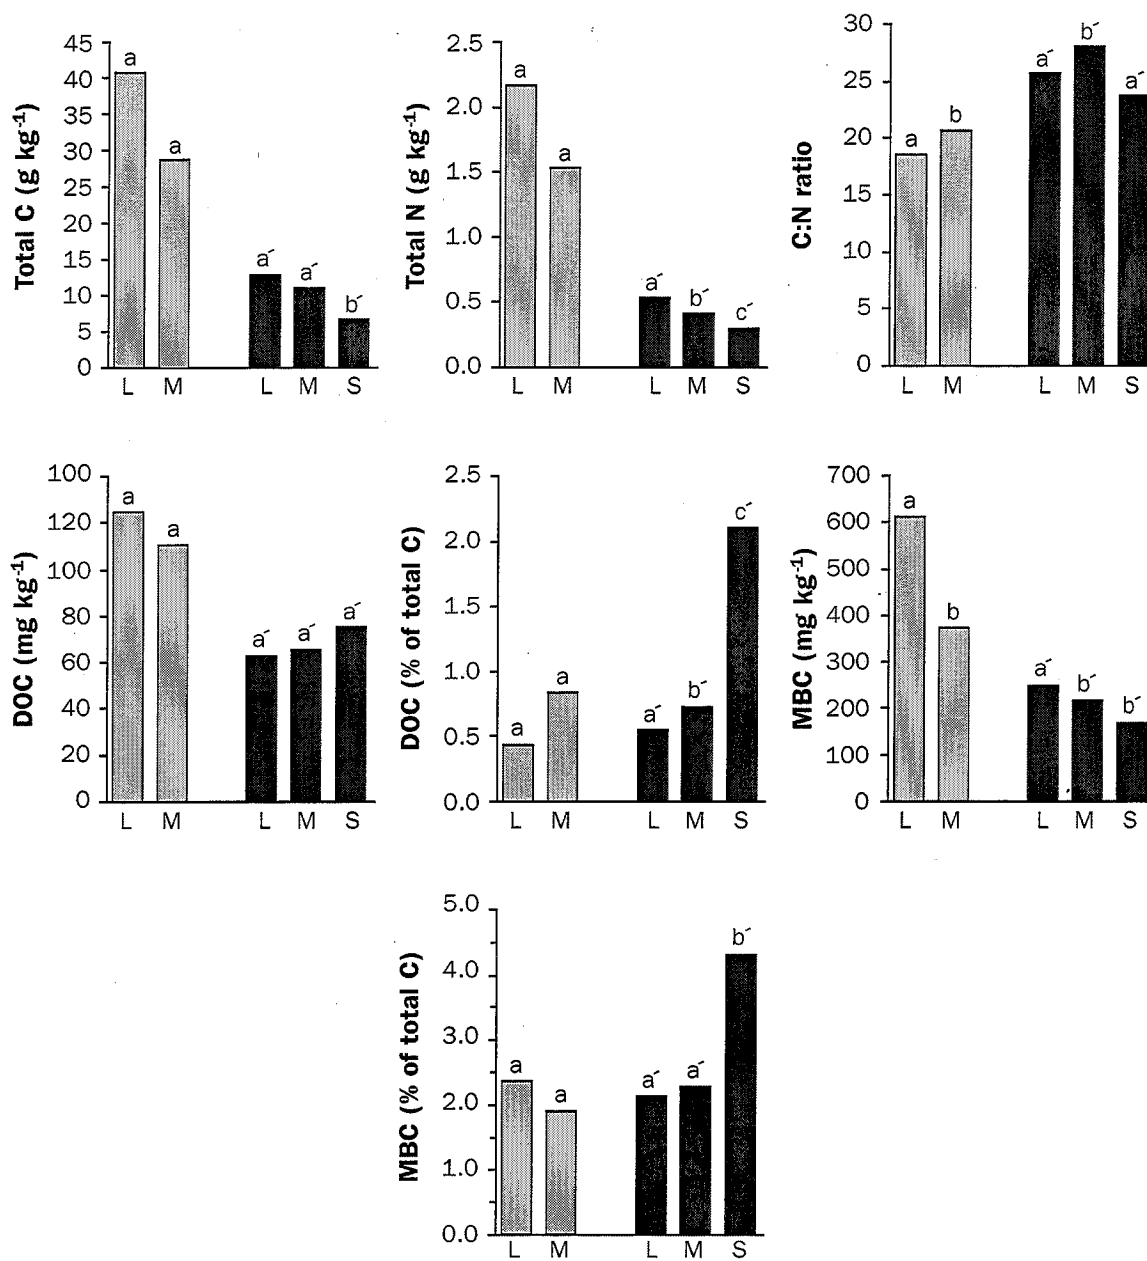 Total C (g kg-1)
45
40
35
30
25
20
15
10
5
0
a
a
a´
a´
b´
L M L M S
Total N (g kg-1)
2.5
2.0
1.5
1.0
0.5
0.0
a
a
a´
b´
c´
L M L M S
C:N ratio
30
25
20
15
10
5
0
a
b
a´
b´
a´
L M L M S
DOC (mg kg-1)
100
120
100
80
60
40
20
0
a
a
a´
a´
a´
L M L M S
DOC (% of total C)
2.5
2.0
1.5
1.0
0.5
0.0
a
a
a´
b´
c´
L M L M S
MBC (mg kg-1)
700
600
500
400
300
200
100
0
a
b
a´
b´
b´
L M L M S
MBC (% of total C)
5.0
4.0
3.0
2.0
1.0
0.0
a
a
a´
a´
b´
L M L M S